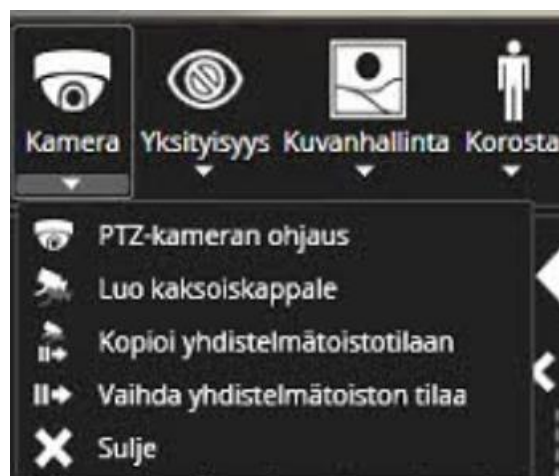 Kamera Yksityisyys Kuvanhallinta Korosta
PTZ-kameran ohjaus
Luo kaksoiskappale
Kopioi yhdistelmätoistotilaan
Vaihda yhdistelmätoiston tilaa
Sulje